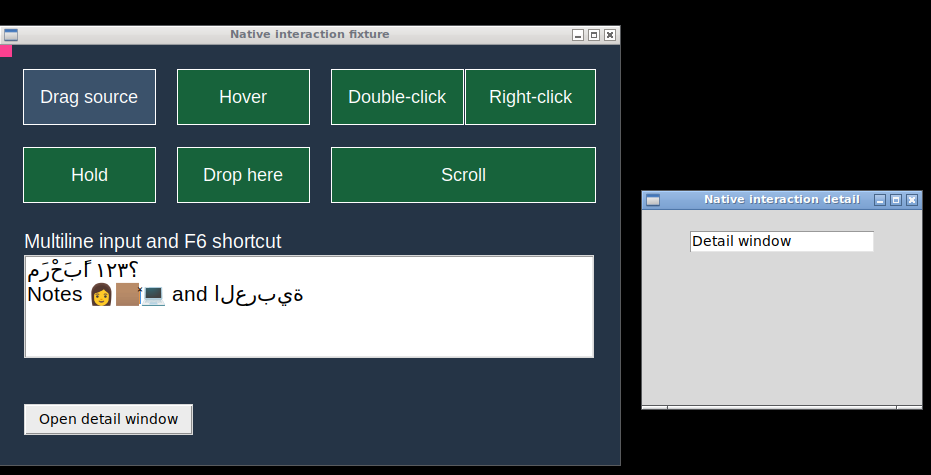 مَرْحَبًا ١٢٣؟
Native interaction fixture
Drag source
Hover
Double-click
Right-click
Hold
Drop here
Scroll
Multiline input and F6 shortcut
Notes 👩🏽‍💻 and العربية
Open detail window
Native interaction detail
Detail window